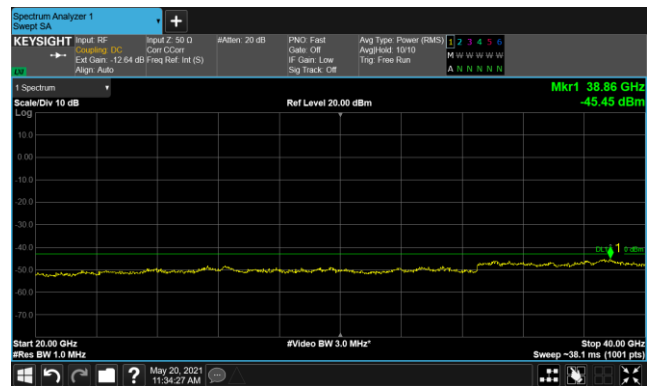 Spectrum Analyzer 1
Swept SA
+
KEYSIGHT Input: RF Input Z: 50 Ω #Atten: 20 dB PNO: Fast Avg Type: Power (RMS) 1 2 3 4 5 6
Coupling: DC Corr CCorr Gate: Off Avg|Hold: 10/10 M W W W W W
Ext Gain: -12.64 dB Freq Ref: Int (S) IF Gain: Low Trig: Free Run
Align: Auto Sig Track: Off A N N N N N
1 Spectrum Mkr1 38.86 GHz
Scale/Div 10 dB Ref Level 20.00 dBm -45.45 dBm
Log
10.0
0.00
-10.0
-20.0
-30.0
-40.0
1
-50.0
-60.0
-70.0
Start 20.00 GHz #Video BW 3.0 MHz* Stop 40.00 GHz
#Res BW 1.0 MHz Sweep ~38.1 ms (1001 pts)
? May 20, 2021
11:34:27 AM